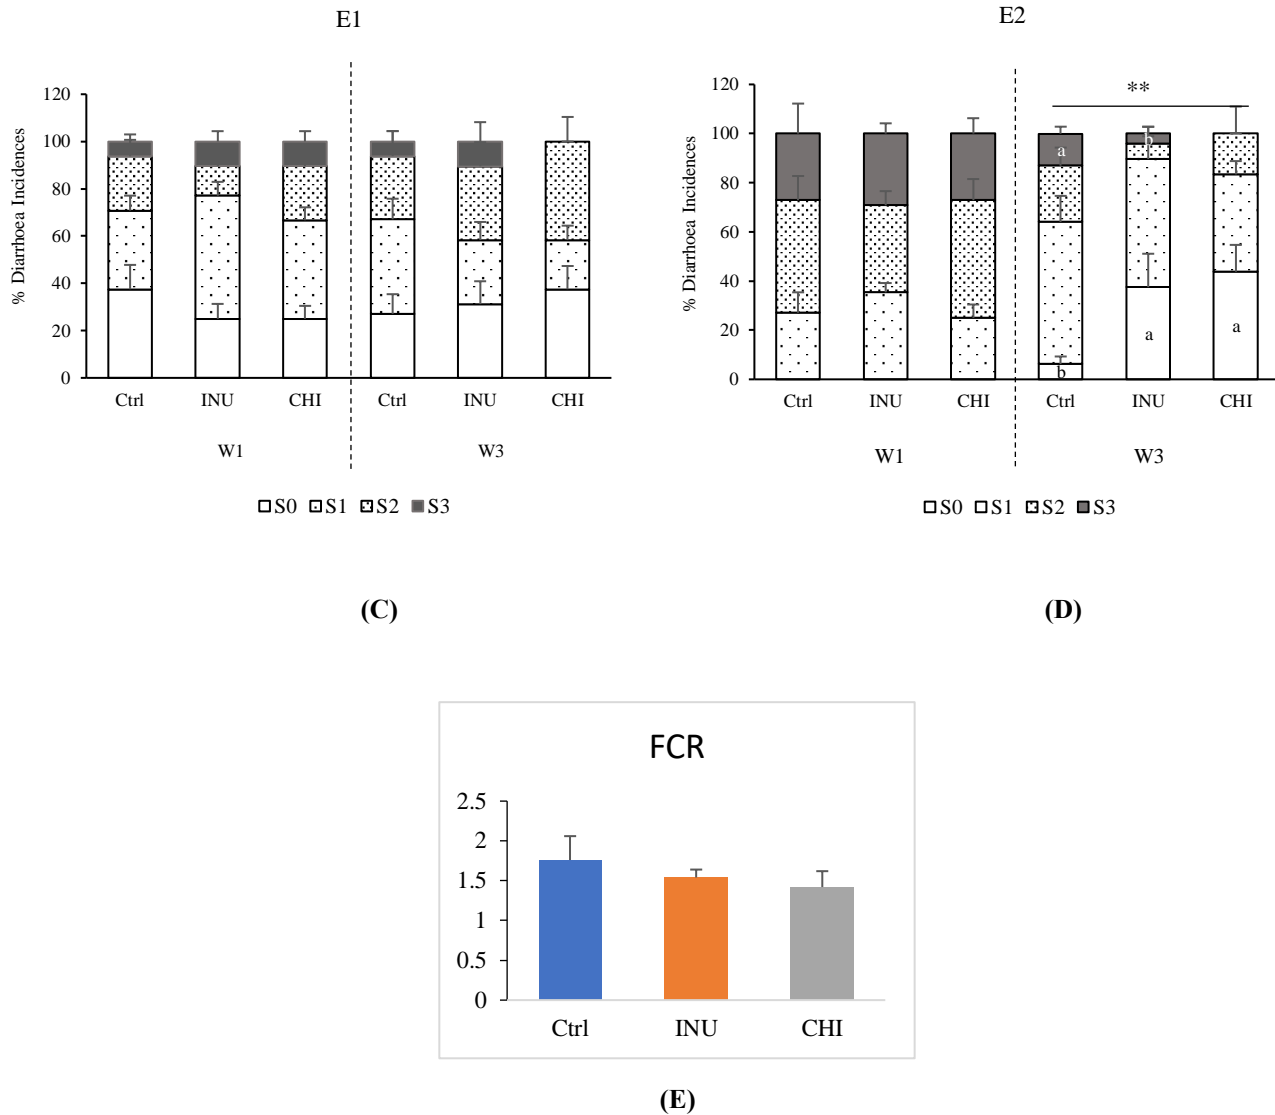 E1
% Diarrhoea Incidences
120
100
80
60
40
20
0
Ctrl INU CHI Ctrl INU CHI
W1 W3
S0 S1 S2 S3
(C)
E2
% Diarrhoea Incidences
120
100
80
60
40
20
0
**
a b
a a
b
Ctrl INU CHI Ctrl INU CHI
W1 W3
S0 S1 S2 S3
(D)
FCR
2.5
2
1.5
1
0.5
0
Ctrl INU CHI
(E)